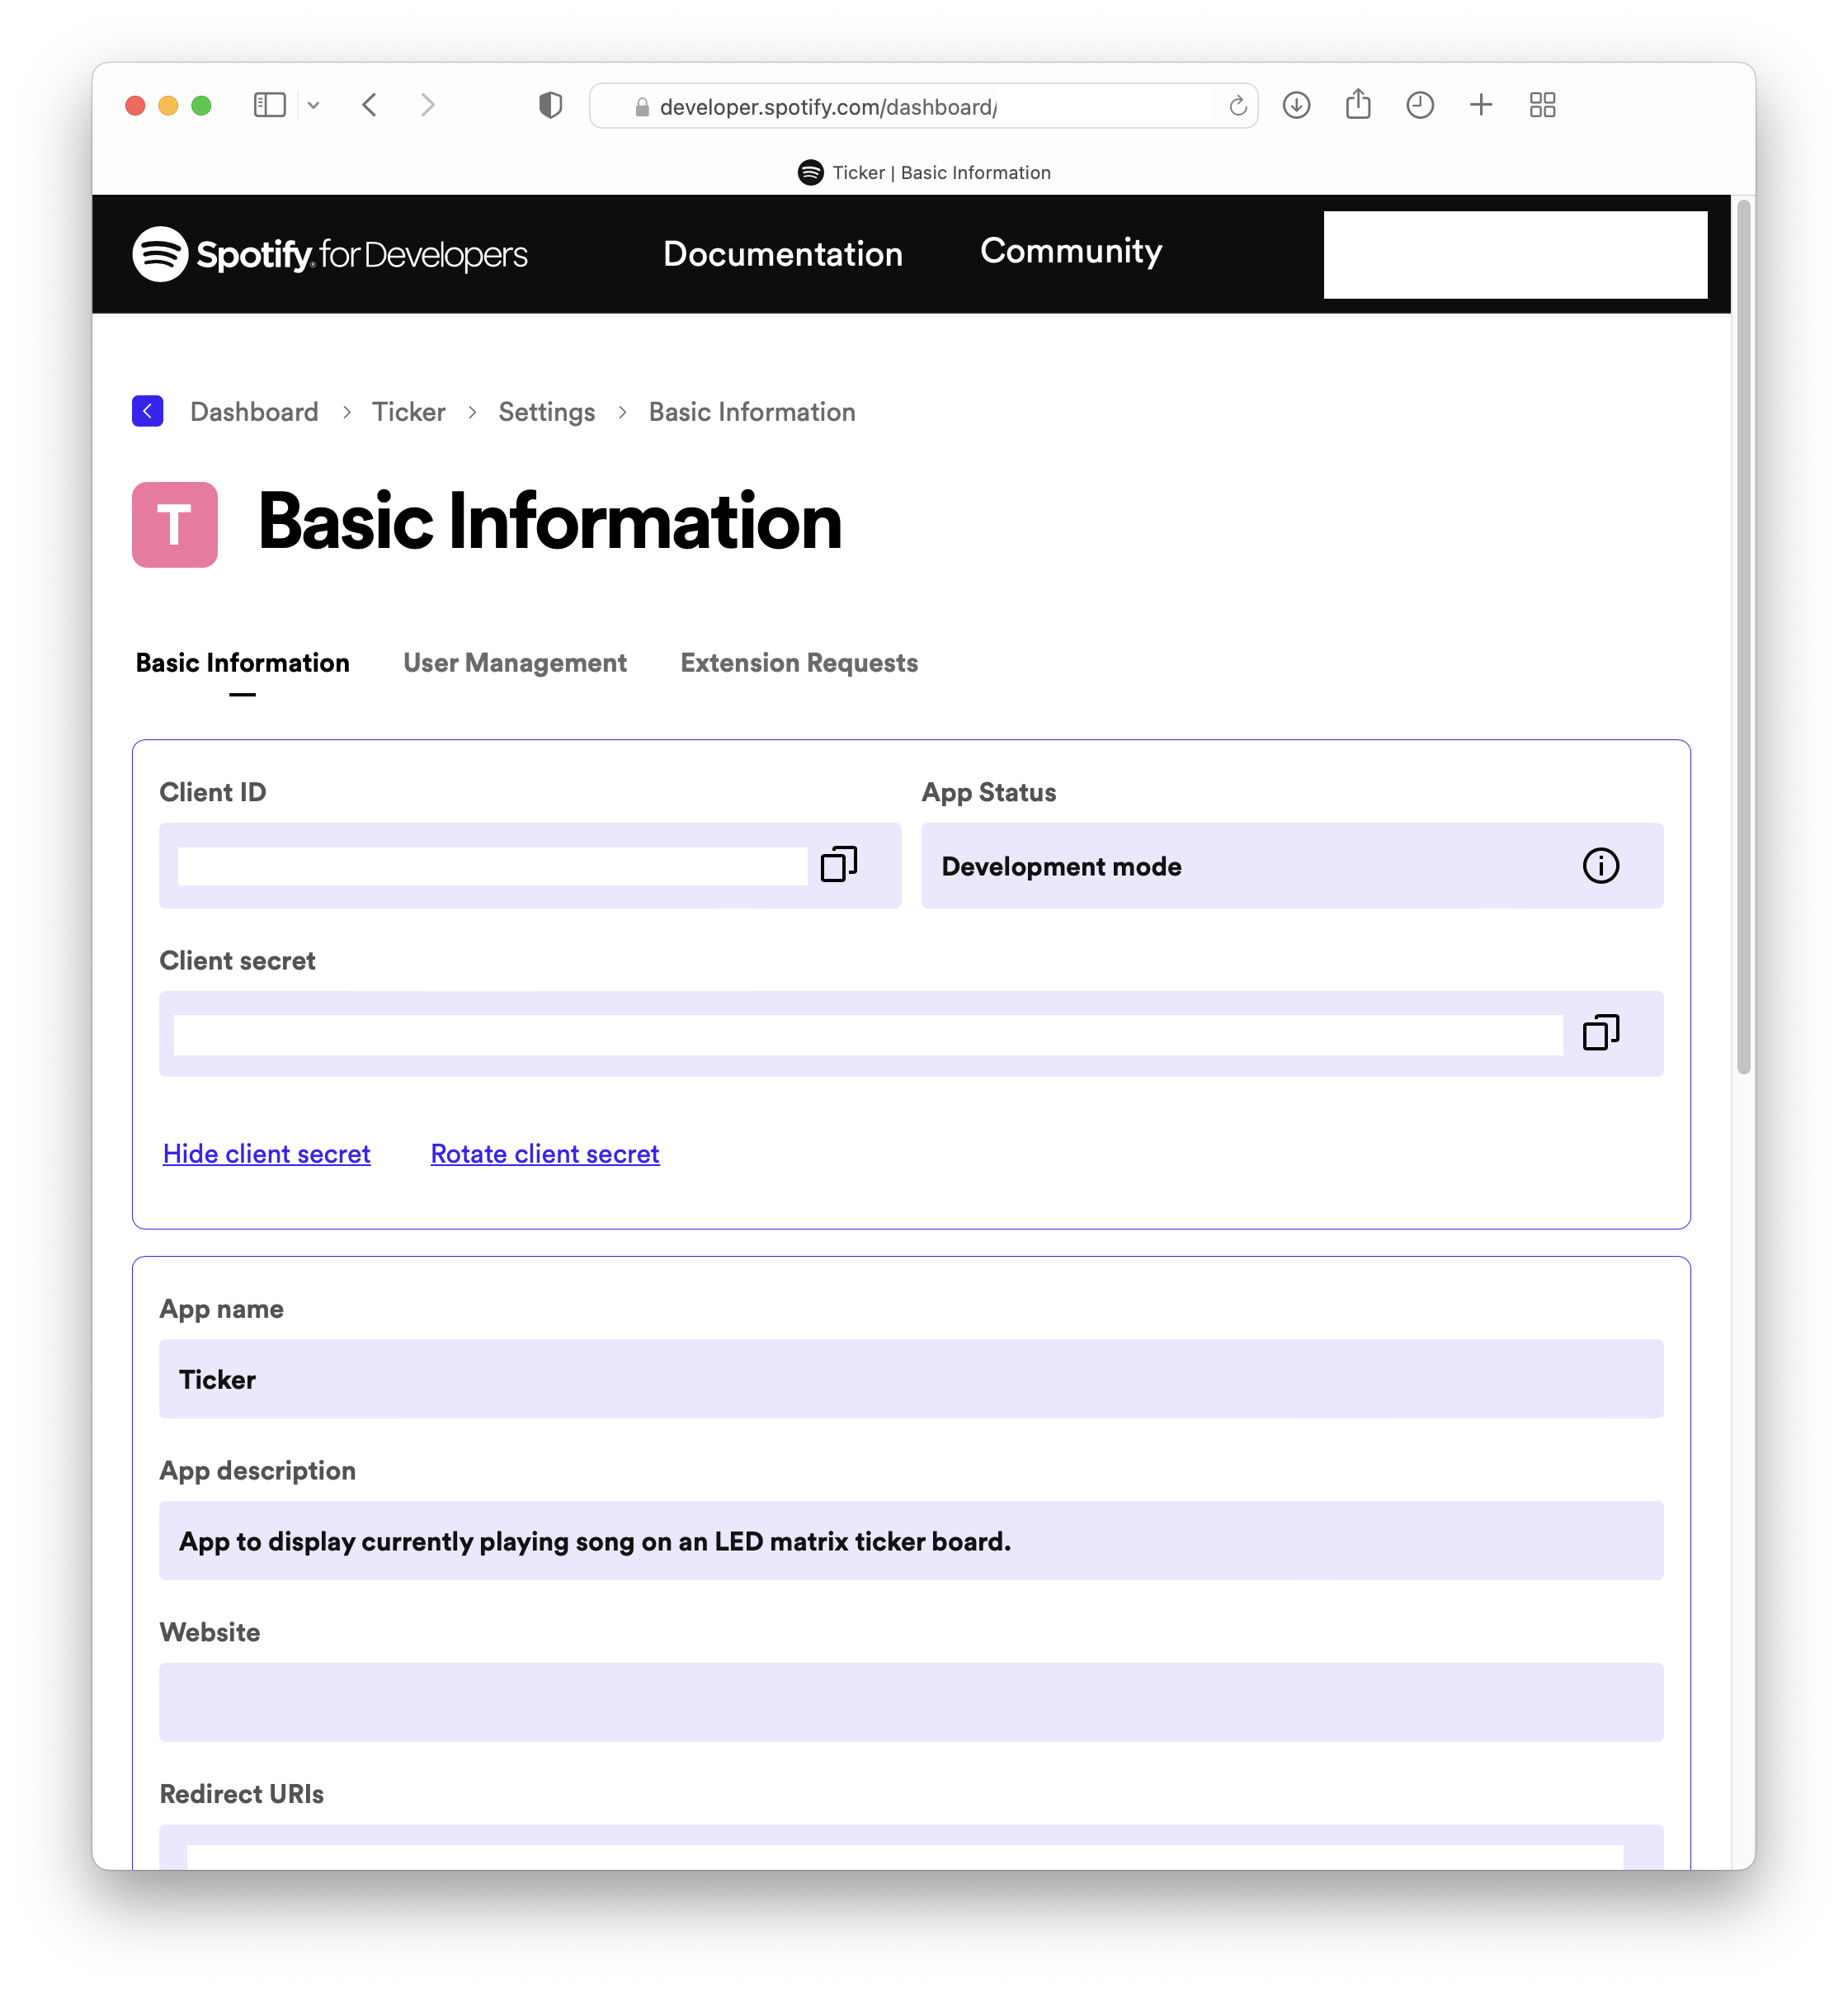 developer.spotify.com/dashboard/
Ticker | Basic Information
Spotify for Developers
Documentation
Community
Dashboard > Ticker > Settings > Basic Information
T
Basic Information
Basic Information
User Management
Extension Requests
Client ID
App Status
Development mode
Client secret
Hide client secret
Rotate client secret
App name
Ticker
App description
App to display currently playing song on an LED matrix ticker board.
Website
Redirect URIs